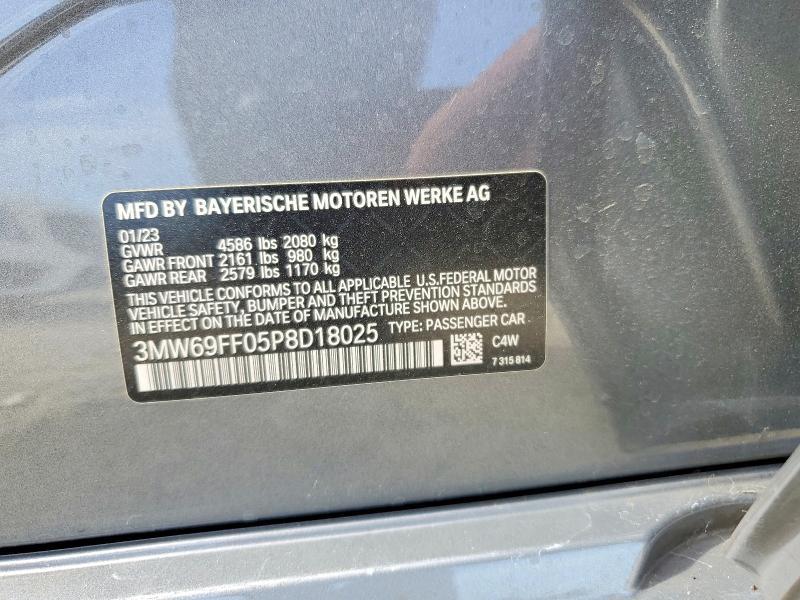 MFD BY BAYERISCHE MOTOREN WERKE AG
01/23
GVWR 4586 lbs 2080 kg
GAWR FRONT 2161 lbs 980 kg
GAWR REAR 2579 lbs 1170 kg
THIS VEHICLE CONFORMS TO ALL APPLICABLE U.S.FEDERAL MOTOR
VEHICLE SAFETY, BUMPER AND THEFT PREVENTION STANDARDS
IN EFFECT ON THE DATE OF MANUFACTURE SHOWN ABOVE.
3MW69FF05P8D18025 TYPE: PASSENGER CAR
C4W
7 315 814